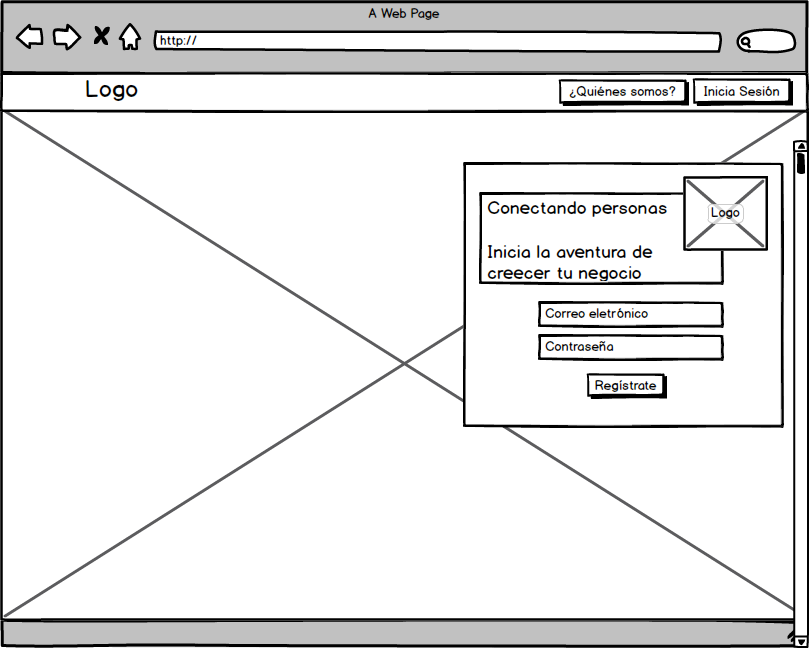 A Web Page
http://
Logo
¿Quiénes somos?
Inicia Sesión
Conectando personas
Logo
Inicia la aventura de
creecer tu negocio
Correo eletrónico
Contraseña
Regístrate